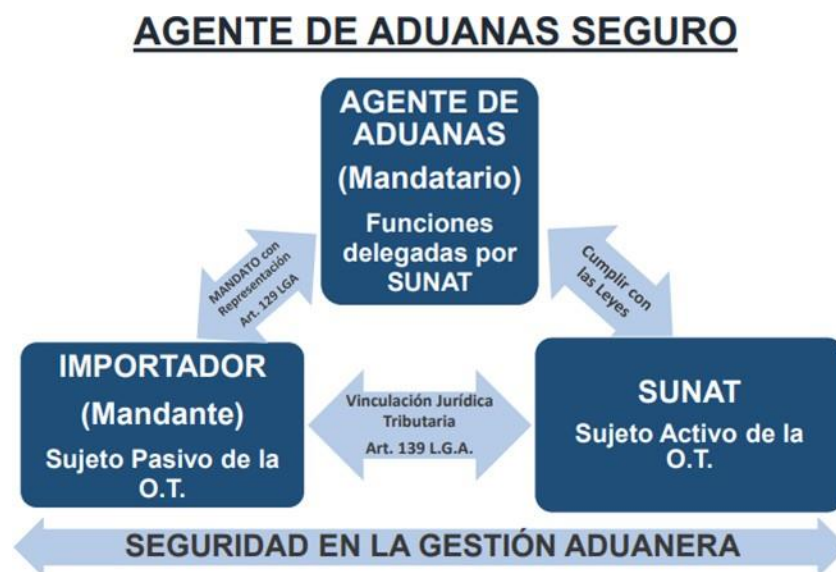 AGENTE DE ADUANAS SEGURO
AGENTE DE
ADUANAS
(Mandatario)
Funciones
delegadas por
SUNAT
MANDATO con
Representación
Art. 129 LGA
Cumplir con
las Leyes
IMPORTADOR
(Mandante)
Sujeto Pasivo de la
O.T.
Vinculación Jurídica
Tributaria
Art. 139 L.G.A.
SUNAT
Sujeto Activo de la
O.T.
SEGURIDAD EN LA GESTIÓN ADUANERA